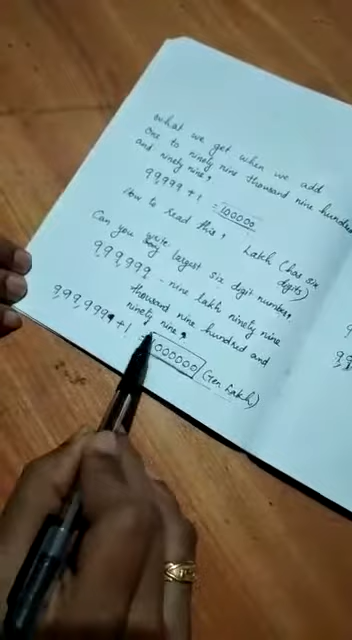 What we get when we add
one to ninety nine thousand nine hundred
and ninety nine,
99,999 + 1 = 100000.
How to read this, Lakh (has six digits)
Can you write largest six digit number,
9,99,999 - nine lakh ninety nine
thousand nine hundred and
ninety nine,
9,99,999 + 1 = 1000000 (Ten Lakh)